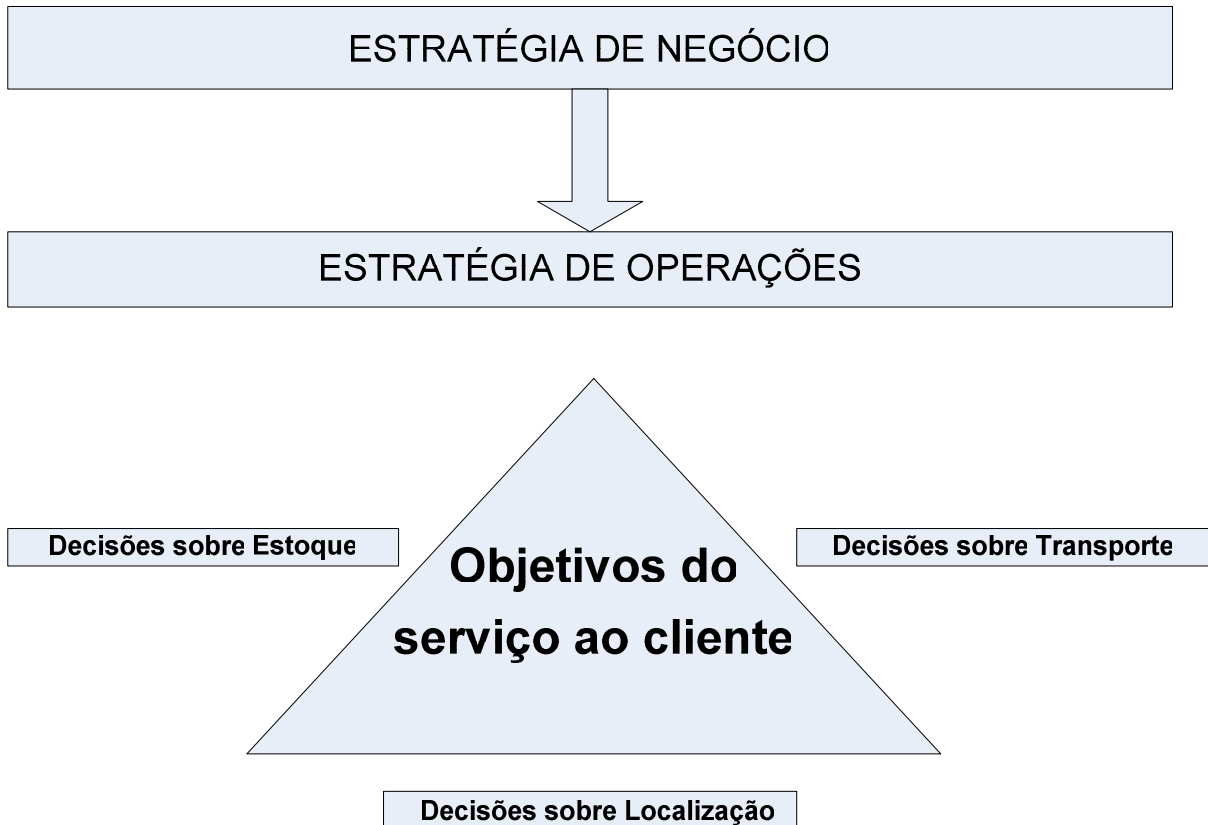 ESTRATÉGIA DE NEGÓCIO
ESTRATÉGIA DE OPERAÇÕES
Decisões sobre Estoque
Decisões sobre Transporte
Objetivos do
serviço ao cliente
Decisões sobre Localização